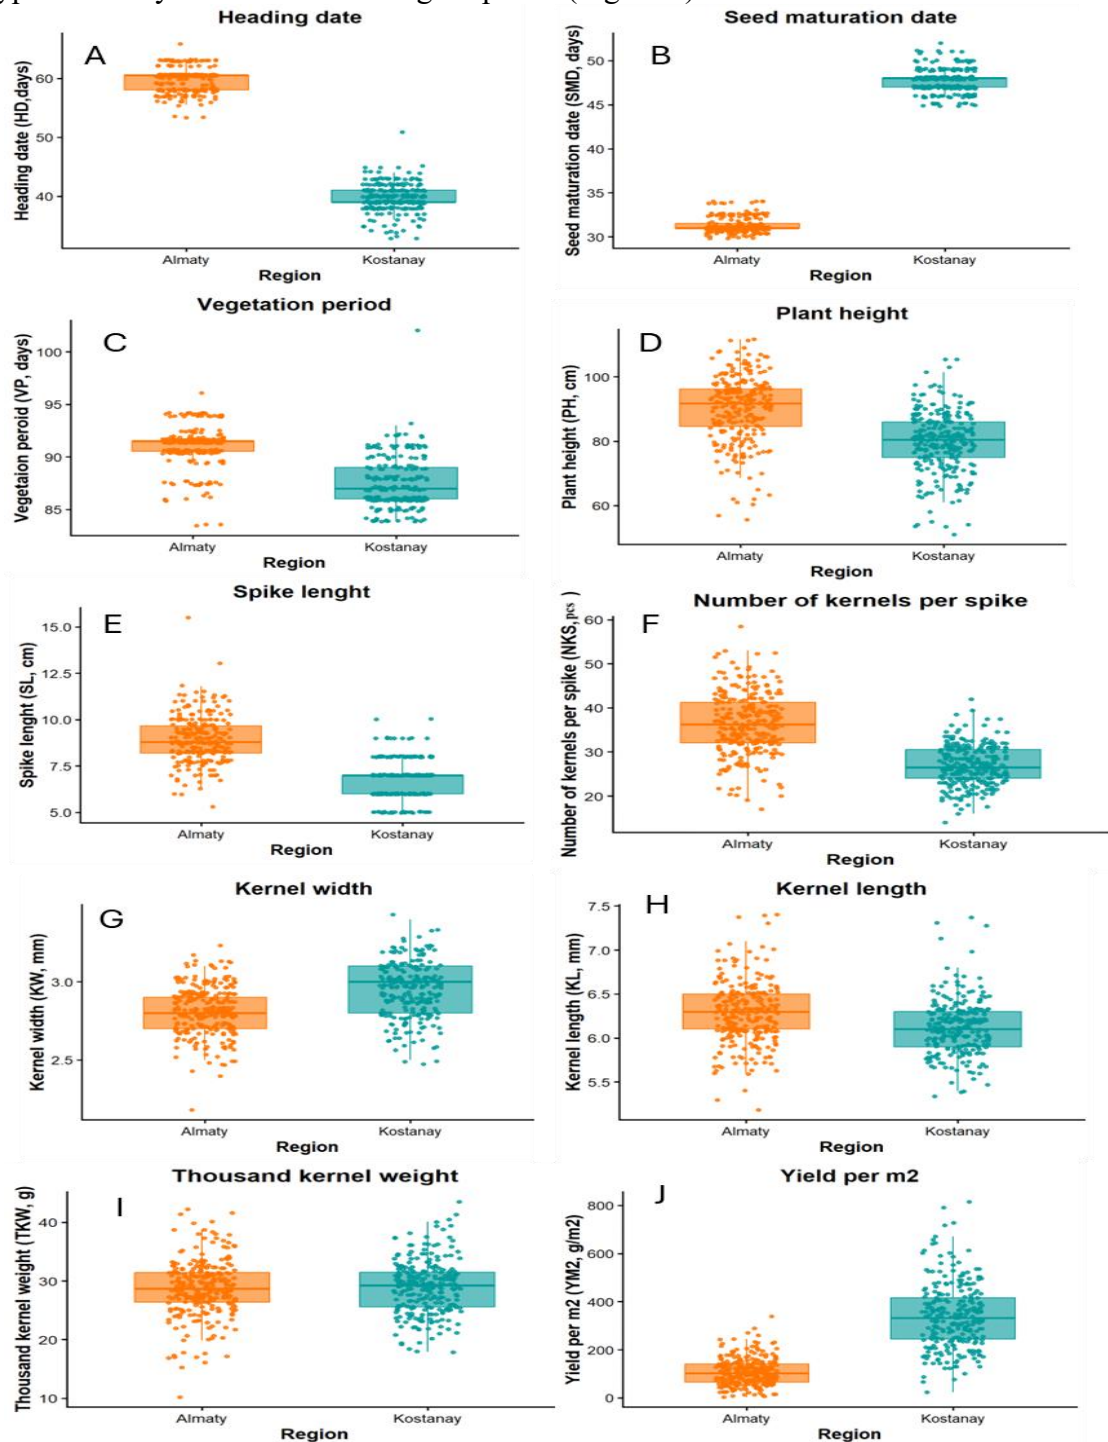 Heading date
A
Heading date (HD,days)
60
50
40
Almaty
Kostanay
Region
Seed maturation date
B
Seed maturation date (SMD, days)
50
45
40
35
30
Almaty
Kostanay
Region
Vegetation period
C
Vegetaion peroid (VP, days)
100
95
90
85
Almaty
Kostanay
Region
Plant height
D
Plant height (PH, cm)
100
80
60
Almaty
Kostanay
Region
Spike lenght
E
Spike lenght (SL, cm)
15.0
12.5
10.0
7.5
5.0
Almaty
Kostanay
Region
Number of kernels per spike
F
Number of kernels per spike (NKS,pcs )
60
50
40
30
20
Almaty
Kostanay
Region
Kernel width
G
Kernel width (KW, mm)
3.0
2.5
Almaty
Kostanay
Region
Kernel length
H
Kernel length (KL, mm)
7.5
7.0
6.5
6.0
5.5
Almaty
Kostanay
Region
Thousand kernel weight
I
Thousand kernel weight (TKW, g)
40
30
20
10
Almaty
Kostanay
Region
Yield per m2
J
Yield per m2 (YM2, g/m2)
800
600
400
200
0
Almaty
Kostanay
Region